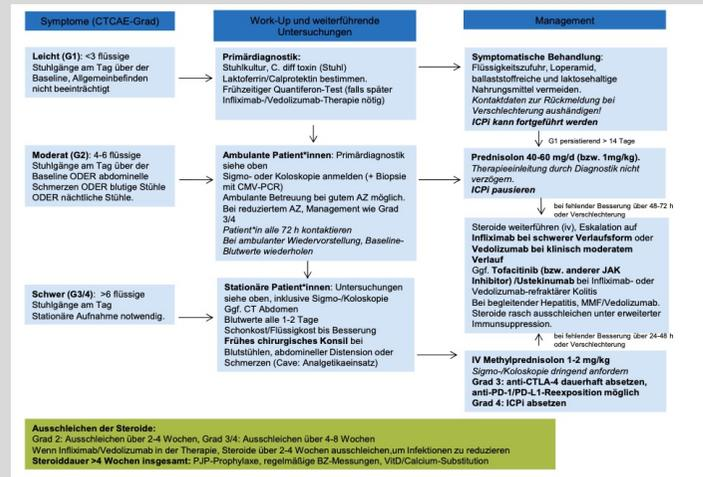 Symptome (CTCAE-Grad)
Work-Up und weiterführende
Untersuchungen
Management
Leicht (G1): <3 flüssige
Stuhlgänge am Tag über der
Baseline, Allgemeinbefinden
nicht beeinträchtigt
Primärdiagnostik:
Stuhlkultur, C. diff toxin (Stuhl)
Laktoferrin/Calprotektin bestimmen.
Frühzeitiger Quantiferon-Test (falls später
Infliximab-/Vedolizumab-Therapie nötig)
Symptomatische Behandlung:
Flüssigkeitszufuhr, Loperamid,
ballaststoffreiche und laktosehaltige
Nahrungsmittel vermeiden.
Kontaktdaten zur Rückmeldung bei
Verschlechterung aushändigen!
ICPi kann fortgeführt werden
G1 persistierend > 14 Tage
Moderat (G2): 4-6 flüssige
Stuhlgänge am Tag über der
Baseline ODER abdominelle
Schmerzen ODER blutige Stühle
ODER nächtliche Stühle.
Ambulante Patient*innen: Primärdiagnostik
siehe oben
Sigmo- oder Koloskopie anmelden (+ Biopsie
mit CMV-PCR)
Ambulante Betreuung bei gutem AZ möglich.
Bei reduziertem AZ, Management wie Grad
3/4
Patient*in alle 72 h kontaktieren
Bei ambulanter Wiedervorstellung, Baseline-
Blutwerte wiederholen
Prednisolon 40-60 mg/d (bzw. 1mg/kg).
Therapieeinleitung durch Diagnostik nicht
verzögern.
ICPi pausieren
bei fehlender Besserung über 48-72 h
oder Verschlechterung
Steroide weiterführen (iv), Eskalation auf
Infliximab bei schwerer Verlaufsform oder
Vedolizumab bei klinisch moderatem
Verlauf
Ggf. Tofacitinib (bzw. anderer JAK
Inhibitor) /Ustekinumab bei Infliximab- oder
Vedolizumab-refraktärer Kolitis
Bei begleitender Hepatitis, MMF/Vedolizumab.
Steroide rasch ausschleichen unter erweiterter
Immunsuppression.
bei fehlender Besserung über 24-48 h
oder Verschlechterung
Schwer (G3/4): >6 flüssige
Stuhlgänge am Tag
Stationäre Aufnahme notwendig.
Stationäre Patient*innen: Untersuchungen
siehe oben, inklusive Sigmo-/Koloskopie
Ggf. CT Abdomen
Blutwerte alle 1-2 Tage
Schonkost/Flüssigkost bis Besserung
Frühes chirurgisches Konsil bei
Blutstühlen, abdomineller Distension oder
Schmerzen (Cave: Analgetikaeinsatz)
IV Methylprednisolon 1-2 mg/kg
Sigmo-/Koloskopie dringend anfordern
Grad 3: anti-CTLA-4 dauerhaft absetzen,
anti-PD-1/PD-L1-Reexposition möglich
Grad 4: ICPi absetzen
Ausschleichen der Steroide:
Grad 2: Ausschleichen über 2-4 Wochen, Grad 3/4: Ausschleichen über 4-8 Wochen
Wenn Infliximab/Vedolizumab in der Therapie, Steroide über 2-4 Wochen ausschleichen,um Infektionen zu reduzieren
Steroiddauer >4 Wochen insgesamt: PJP-Prophylaxe, regelmäßige BZ-Messungen, VitD/Calcium-Substitution